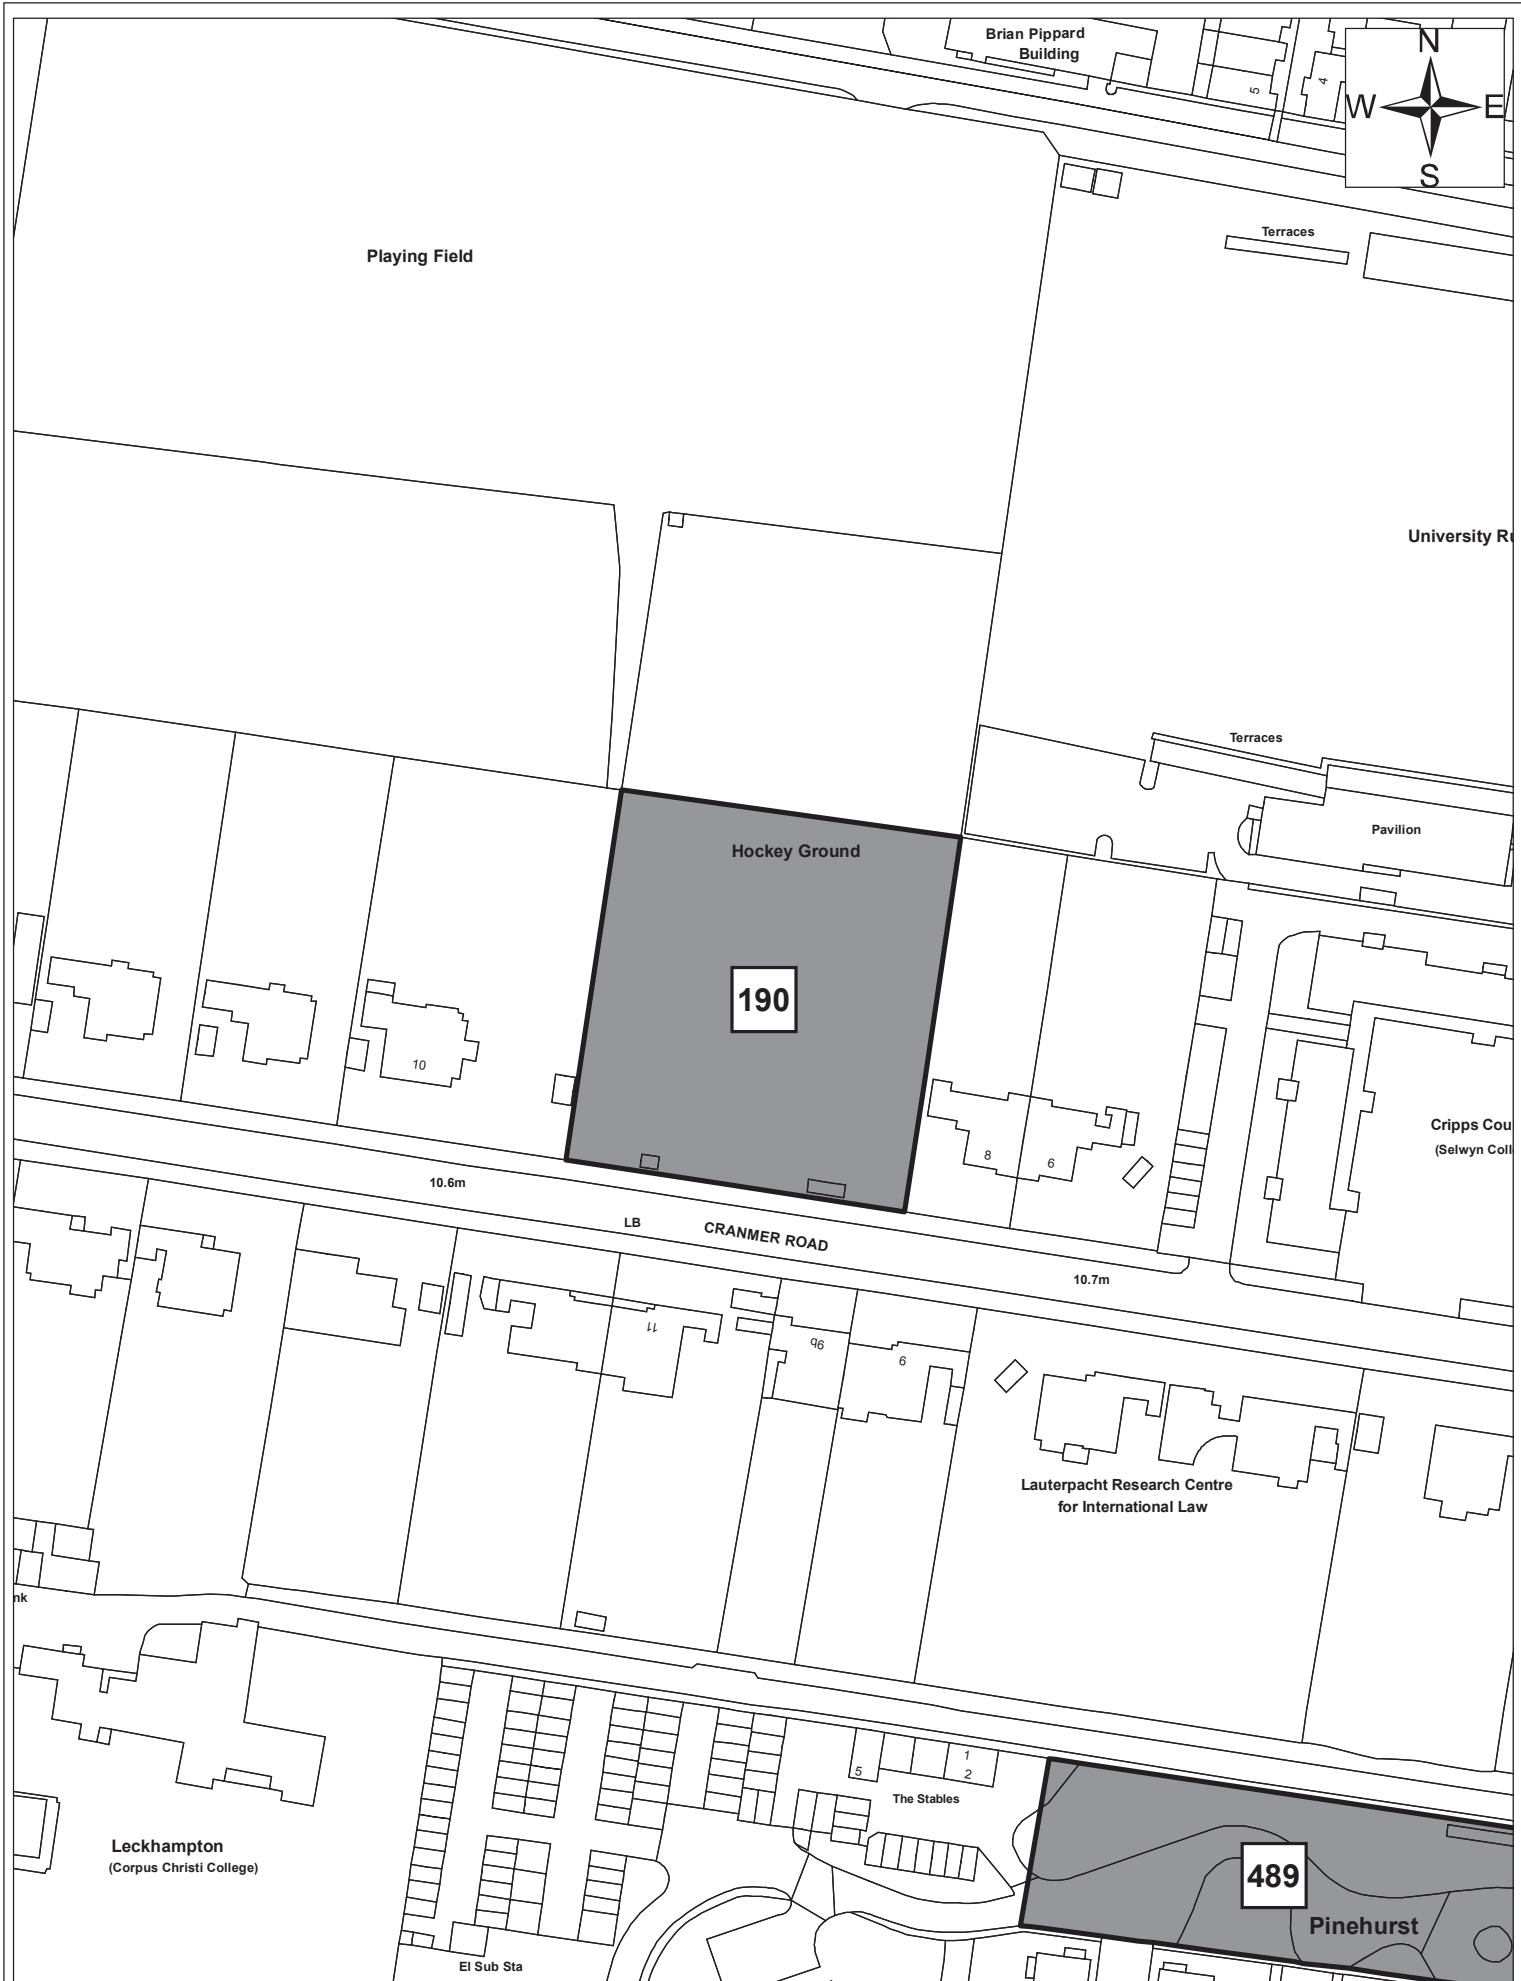 Brian Pippard
Building
N
W
E
S
5
4
Terraces
Playing Field
University R
Terraces
Pavilion
Hockey Ground
190
10
8
6
Cripps Cou
(Selwyn Coll
10.6m
LB
CRANMER ROAD
10.7m
11
9b
9
Lauterpacht Research Centre
for International Law
nk
1
2
5
The Stables
Leckhampton
(Corpus Christi College)
489
Pinehurst
El Sub Sta